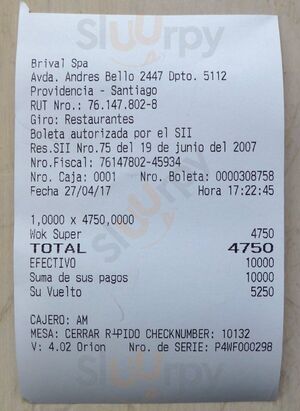 Slurpy
Brival Spa
Avda. Andres Bello 2447 Dpto. 5112
Providencia - Santiago
RUT Nro.: 76.147.802-8
Giro: Restaurantes
Boleta autorizada por el SII
Res.SII Nro.75 del 19 de junio del 2007
Nro.Fiscal: 76147802-45934
Nro. Caja: 0001 Nro. Boleta: 0000308758
Fecha 27/04/17 Hora 17:22:45
1,0000 x 4750,0000
Wok Super 4750
TOTAL 4750
EFECTIVO 10000
Suma de sus pagos 10000
Su Vuelto 5250
CAJERO: AM
MESA: CERRAR R┴PIDO CHECKNUMBER: 10132
V: 4.02 Orion Nro. de SERIE: P4WF000298